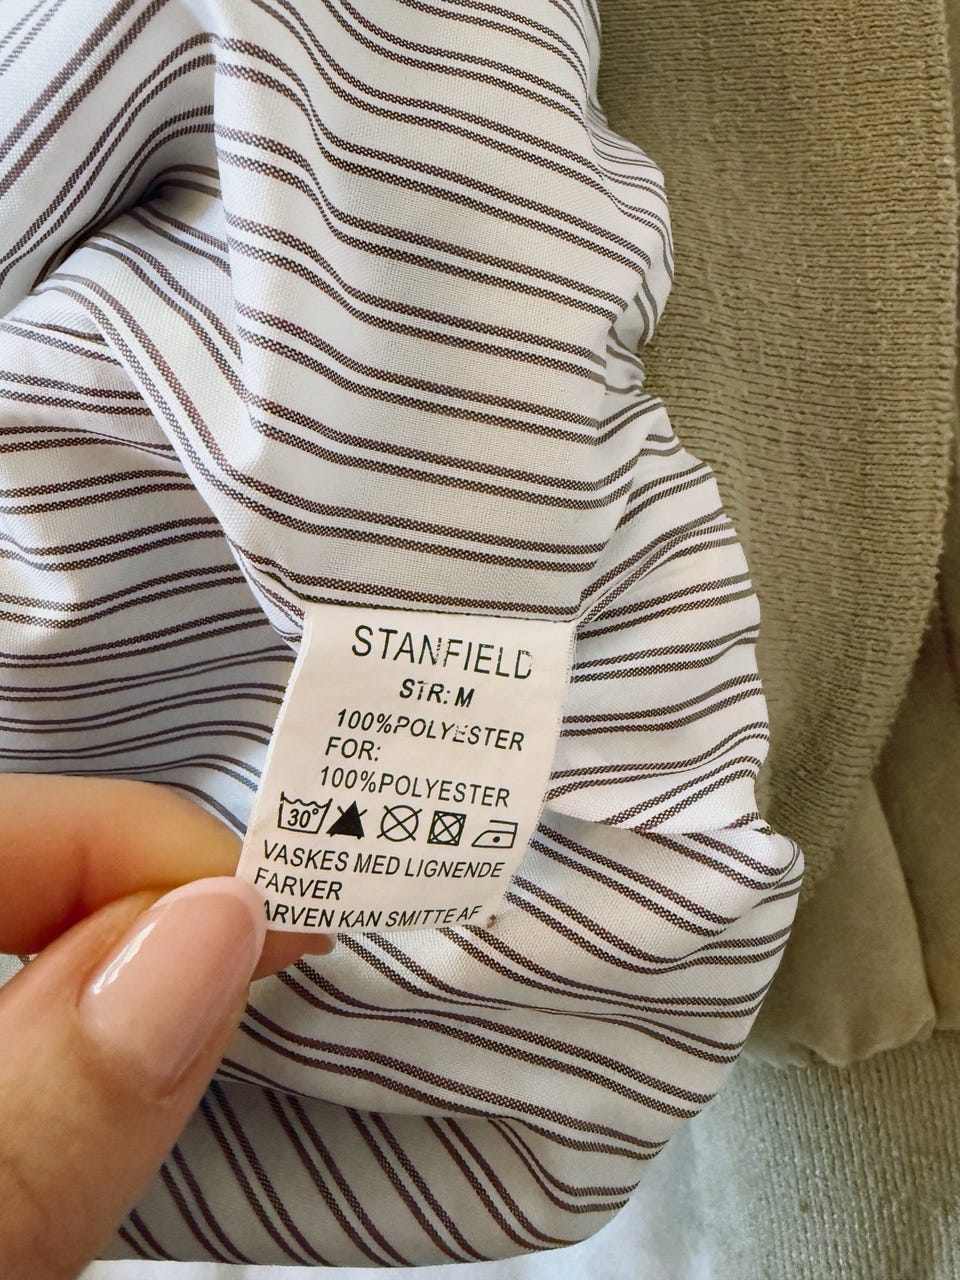 STANFIELD
STR: M
100%POLYESTER
FOR:
100%POLYESTER
30°
VASKES MED LIGNENDE
FARVER
ARVEN KAN SMITTE AF